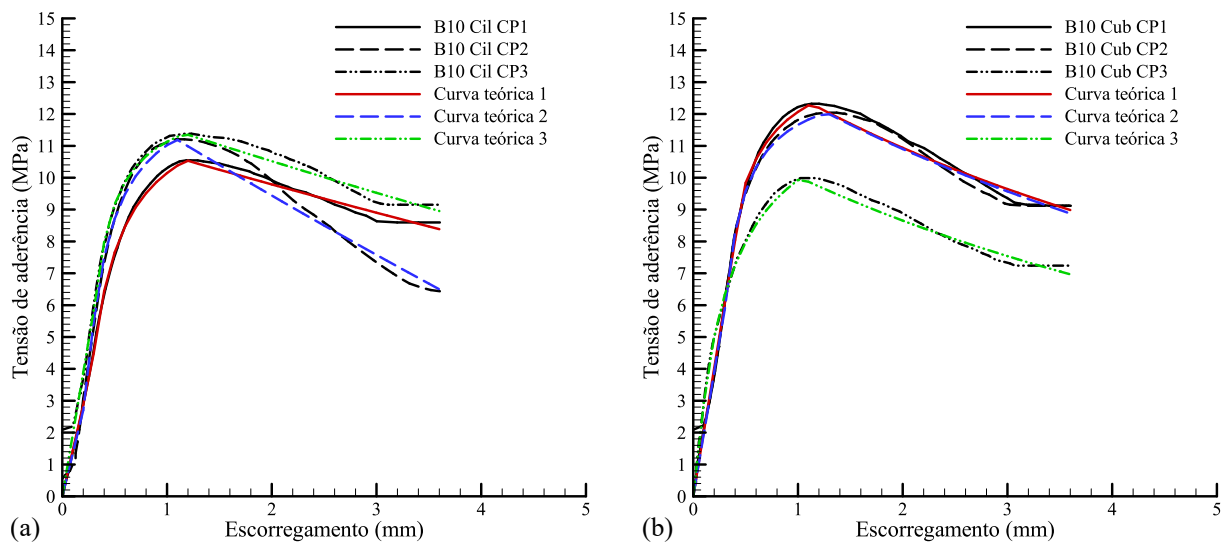 B10 Cil CP1
B10 Cil CP2
B10 Cil CP3
Curva teórica 1
Curva teórica 2
Curva teórica 3
Tensão de aderência (MPa)
15
14
13
12
11
10
9
8
7
6
5
4
3
2
1
0
0 1 2 3 4 5
Escorregamento (mm)
(a)
B10 Cub CP1
B10 Cub CP2
B10 Cub CP3
Curva teórica 1
Curva teórica 2
Curva teórica 3
Tensão de aderência (MPa)
15
14
13
12
11
10
9
8
7
6
5
4
3
2
1
0
0 1 2 3 4 5
Escorregamento (mm)
(b)